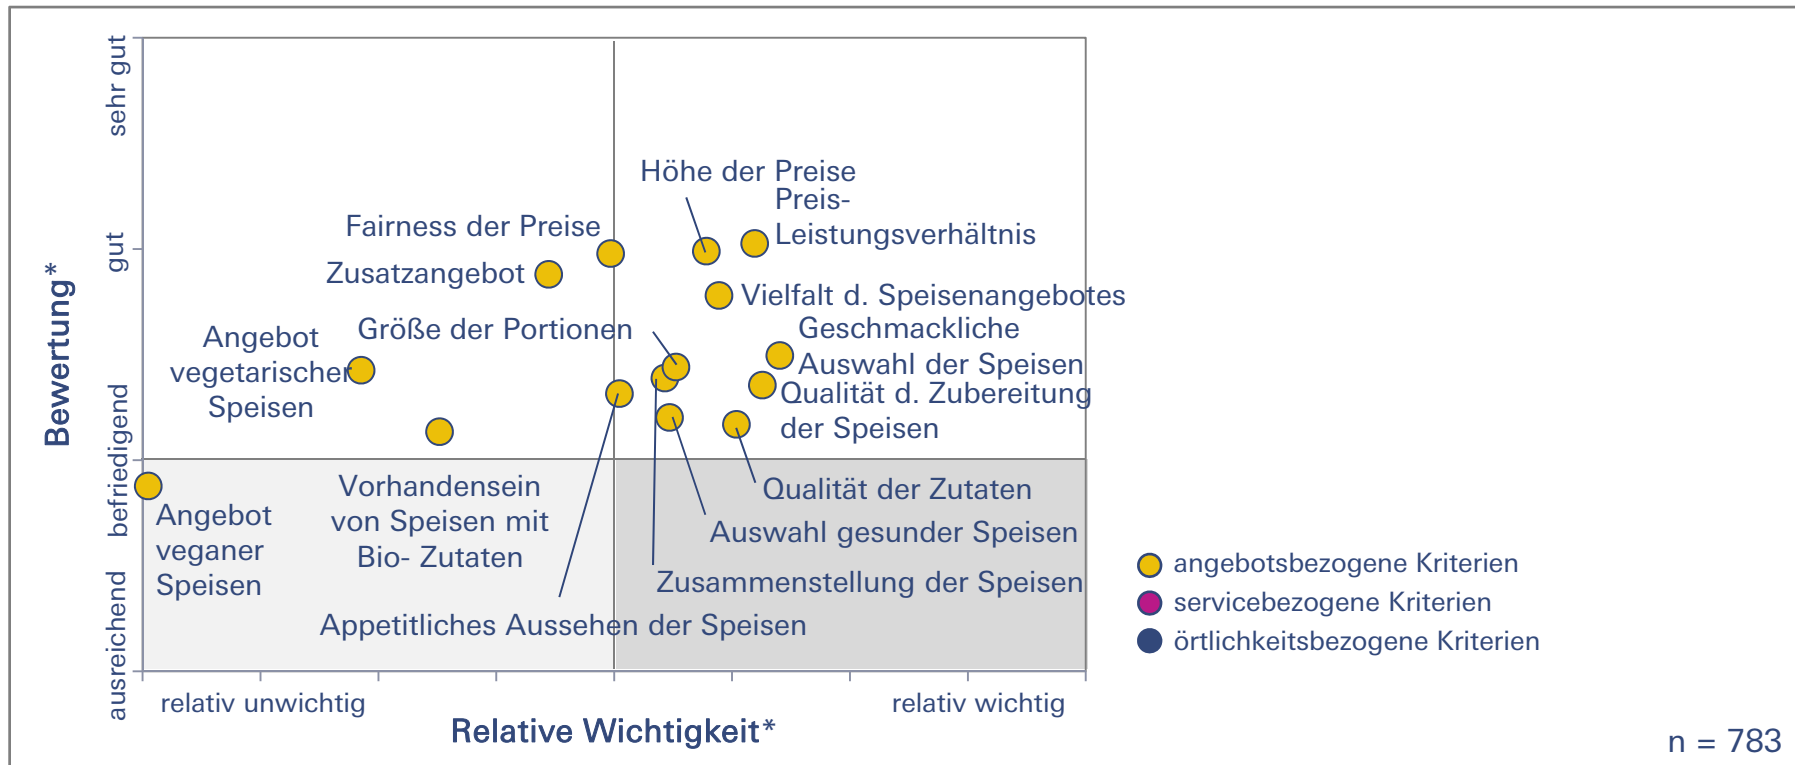 sehr gut
gut
befriedigend
ausreichend
Bewertung*
Höhe der Preise
Preis-
Leistungsverhältnis
Fairness der Preise
Zusatzangebot
Vielfalt d. Speisenangebotes
Größe der Portionen
Geschmackliche
Auswahl der Speisen
Angebot
vegetarischer
Speisen
Qualität d. Zubereitung
der Speisen
Vorhandensein
von Speisen mit
Bio- Zutaten
Qualität der Zutaten
Angebot
veganer
Speisen
Auswahl gesunder Speisen
Zusammenstellung der Speisen
Appetitliches Aussehen der Speisen
angebotsbezogene Kriterien
servicebezogene Kriterien
örtlichkeitsbezogene Kriterien
relativ unwichtig
relativ wichtig
Relative Wichtigkeit*
n = 783